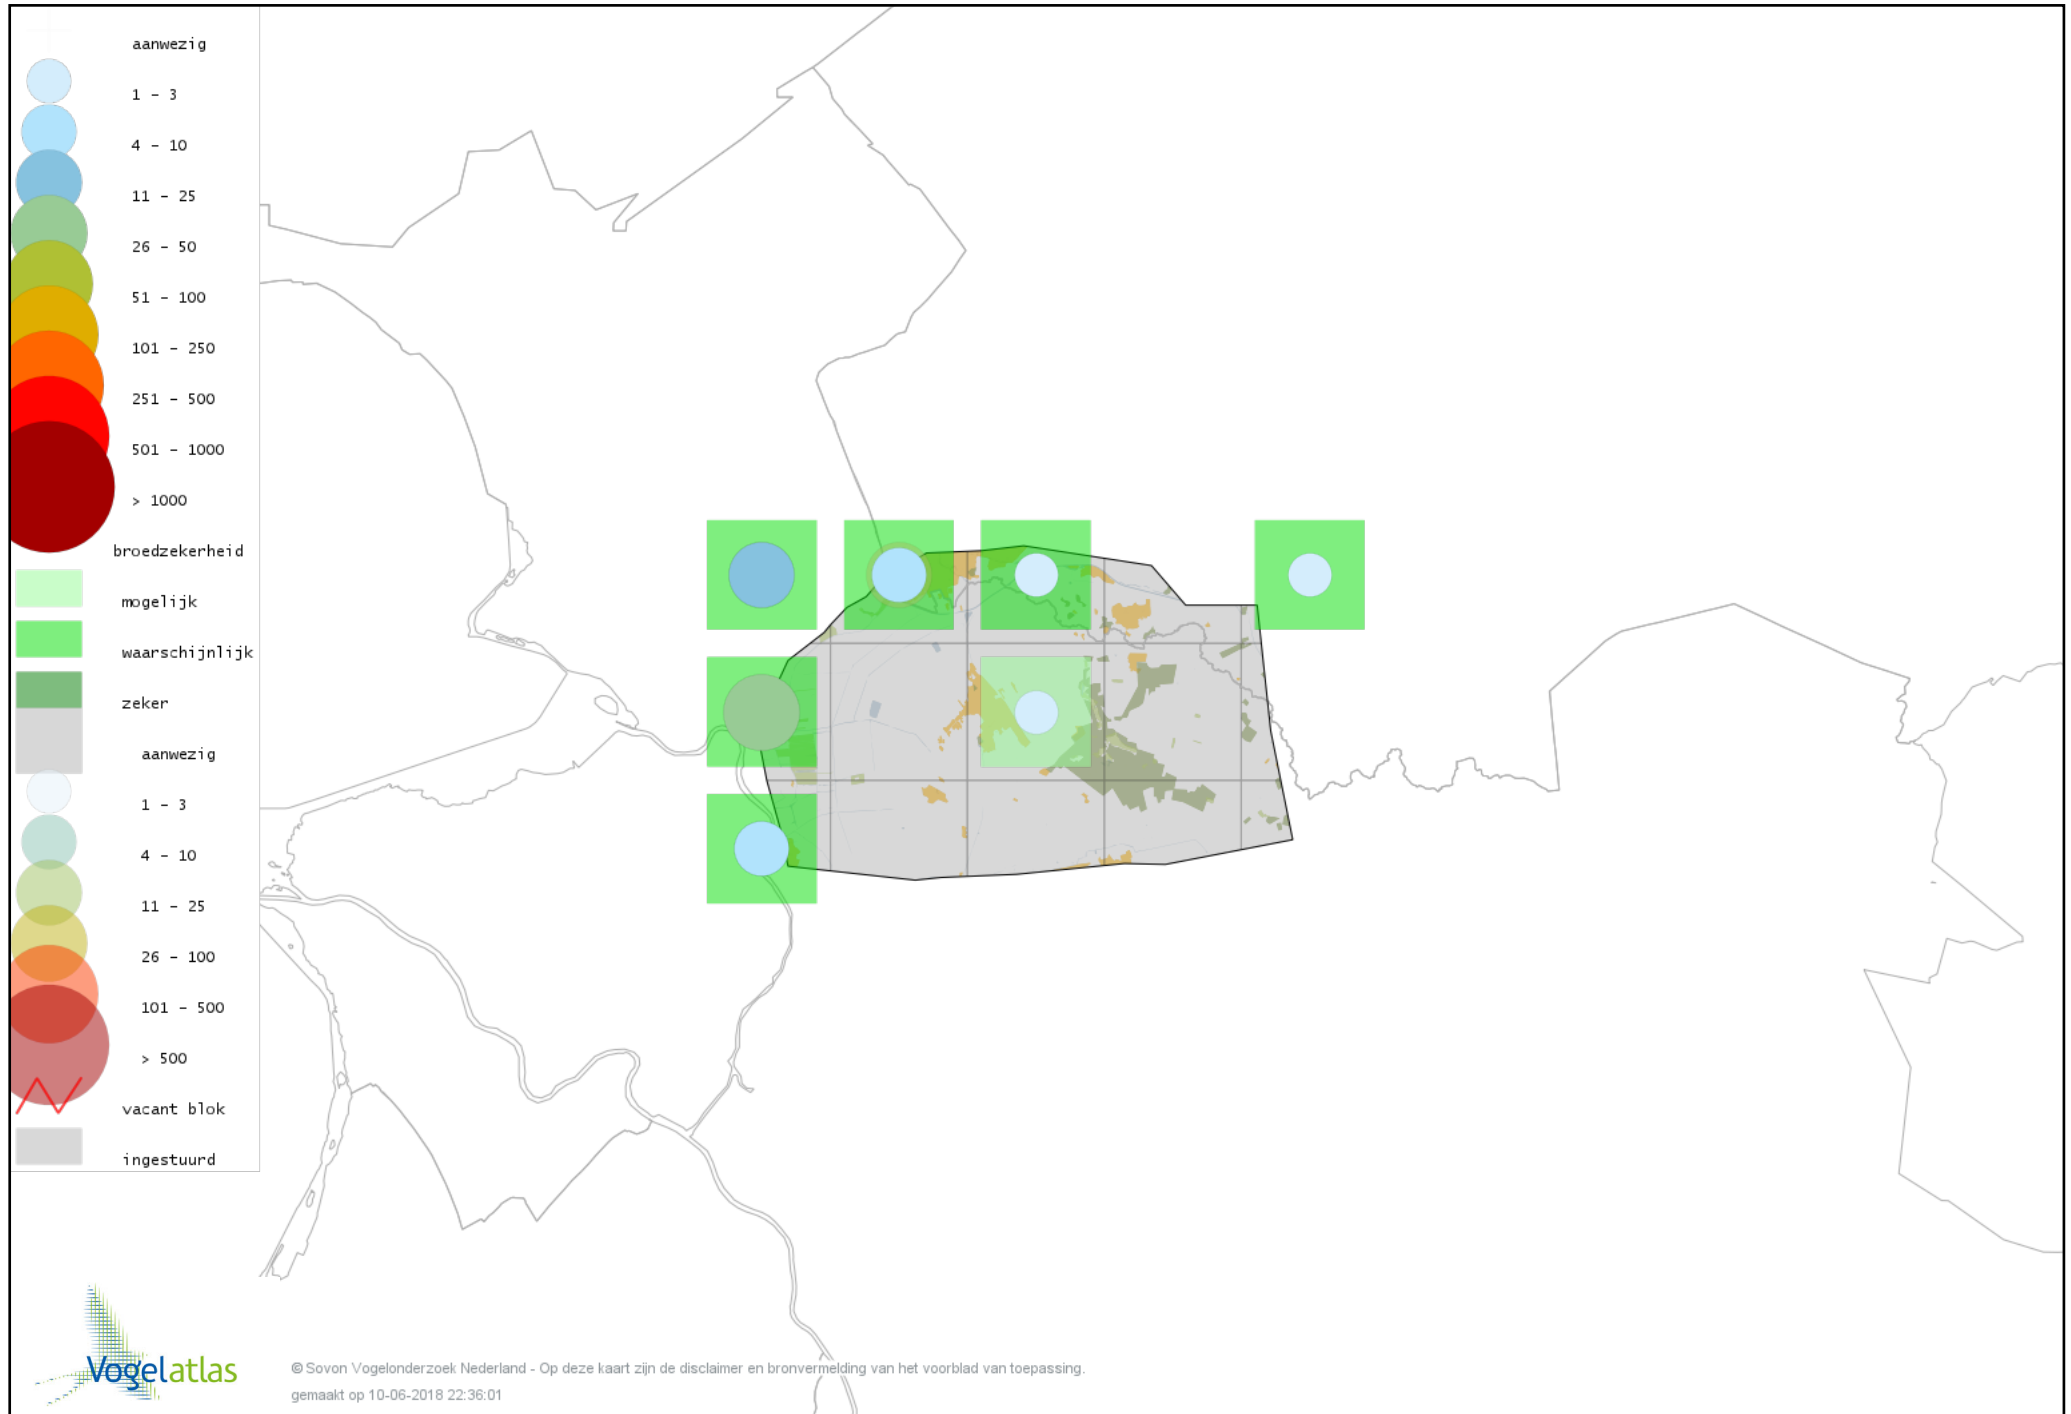 aanwezig
1 - 3
4 - 10
11 - 25
26 - 50
51 - 100
101 - 250
251 - 500
501 - 1000
> 1000
broedzekerheid
mogelijk
waarschijnlijk
zeker
aanwezig
1 - 3
4 - 10
11 - 25
26 - 100
101 - 500
> 500
vacant blok
ingestuurd
Vogelatlas
© Sovon Vogelonderzoek Nederland - Op deze kaart zijn de disclaimer en bronvermelding van het voorblad van toepassing.
gemaakt op 10-06-2018 22:36:01